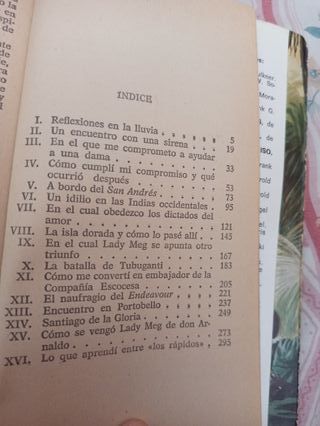 INDICE
I. Reflexiones en la lluvia . . . . . 5
II. Un encuentro con una sirena . . . . 19
III. En el que me comprometo a ayudar
a una dama . . . . . . . . 33
IV. Cómo cumplí mi compromiso y qué
ocurrió después . . . . . . 53
V. A bordo del San Andrés . . . . . 73
VI. Un idilio en las Indias occidentales . 95
VII. En el cual obedezco los dictados del
amor . . . . . . . . . 121
VIII. La isla dorada y cómo lo pasé allí . . 145
IX. En el cual Lady Meg se apunta otro
triunfo . . . . . . . . 167
X. La batalla de Tubuganti . . . . 183
XI. Cómo me convertí en embajador de la
Compañía Escocesa . . . . . 205
XII. El naufragio del Endeavour . . . . 221
XIII. Encuentro en Portobello . . . . 237
XIV. Santiago de la Gloria . . . . . 249
XV. Cómo se vengó Lady Meg de don Ar-
naldo . . . . . . . . . 273
XVI. Lo que aprendí entre «los rápidos» . . 295